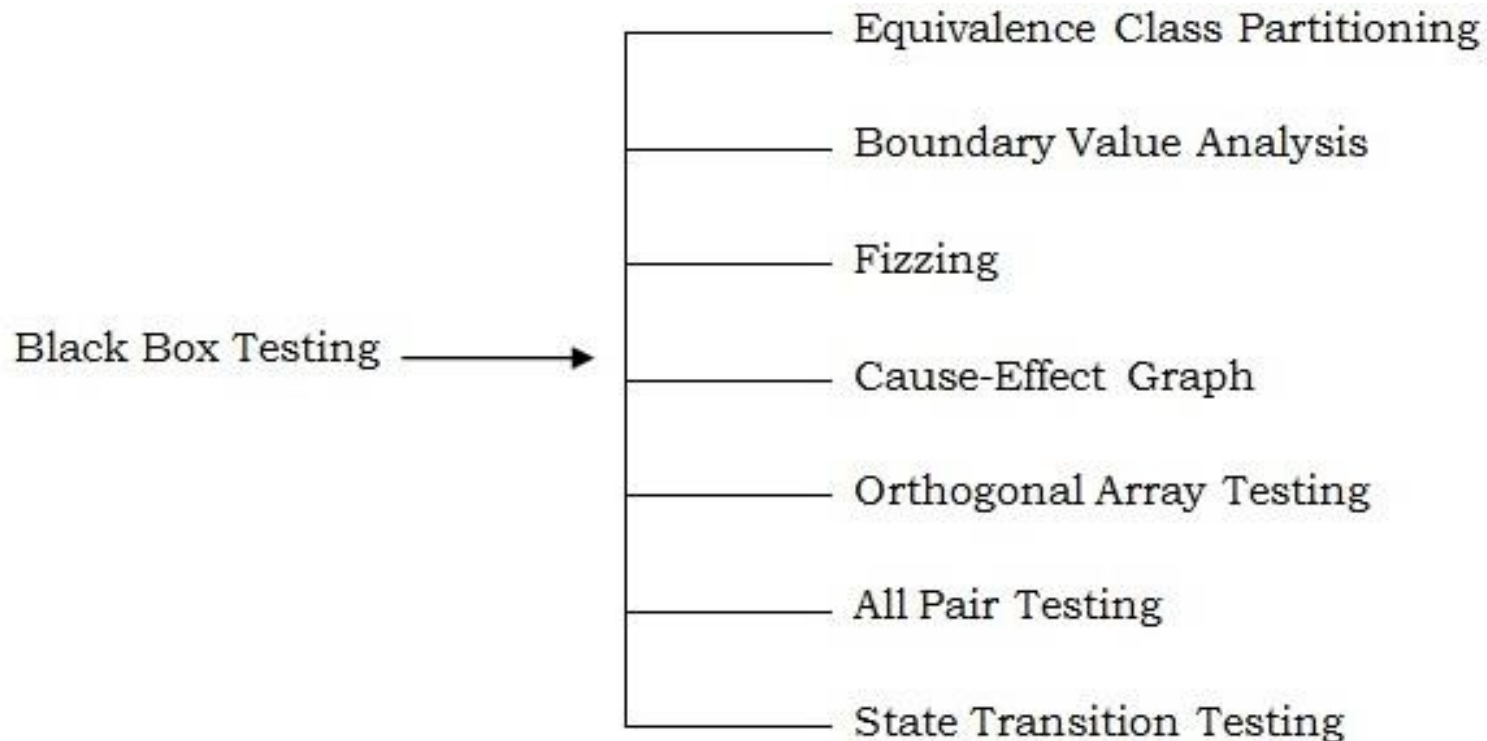 Equivalence Class Partitioning
Boundary Value Analysis
Fizzing
Black Box Testing
Cause-Effect Graph
Orthogonal Array Testing
All Pair Testing
State Transition Testing